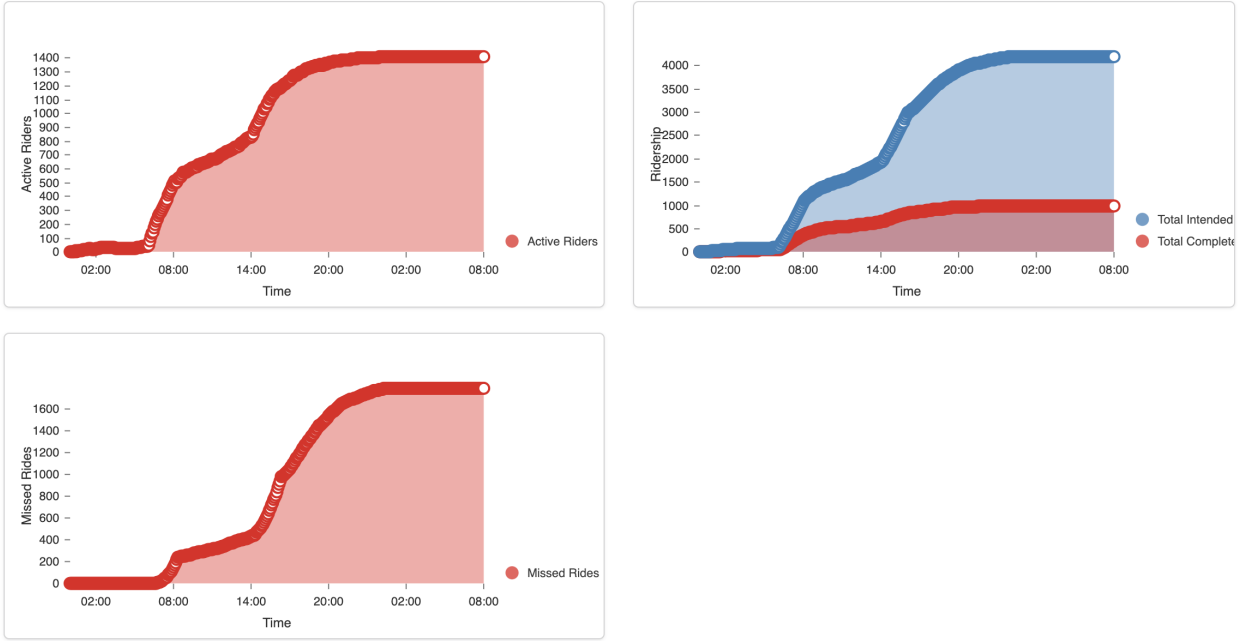 Active Riders
1400
1300
1200
1100
1000
900
800
700
600
500
400
300
200
100
0
02:00 08:00 14:00 20:00 02:00 08:00
Time
Active Riders
Ridership
4000
3500
3000
2500
2000
1500
1000
500
0
02:00 08:00 14:00 20:00 02:00 08:00
Time
Total Intended
Total Complete
Missed Rides
1600
1400
1200
1000
800
600
400
200
0
02:00 08:00 14:00 20:00 02:00 08:00
Time
Missed Rides